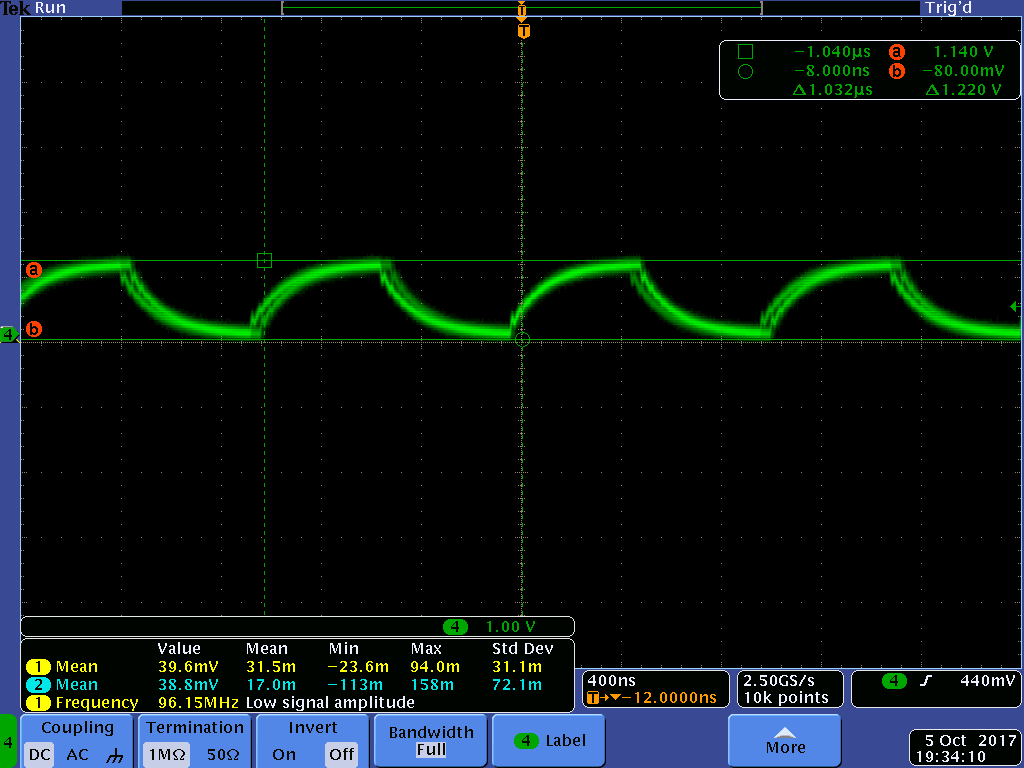 Tek Run Trig'd
T
T
−1.040µs a 1.140 V
−8.000ns b −80.00mV
Δ1.032µs Δ1.220 V
a
b
4
4 1.00 V
Value Mean Min Max Std Dev
1 Mean 39.6mV 31.5m −23.6m 94.0m 31.1m
2 Mean 38.8mV 17.0m −113m 158m 72.1m
1 Frequency 96.15MHz Low signal amplitude
400ns
T→▼−12.0000ns
2.50GS/s
10k points
4 440mV
4
Coupling
DC AC
Termination
1MΩ 50Ω
Invert
On Off
Bandwidth
Full
4 Label
More
5 Oct 2017
19:34:10